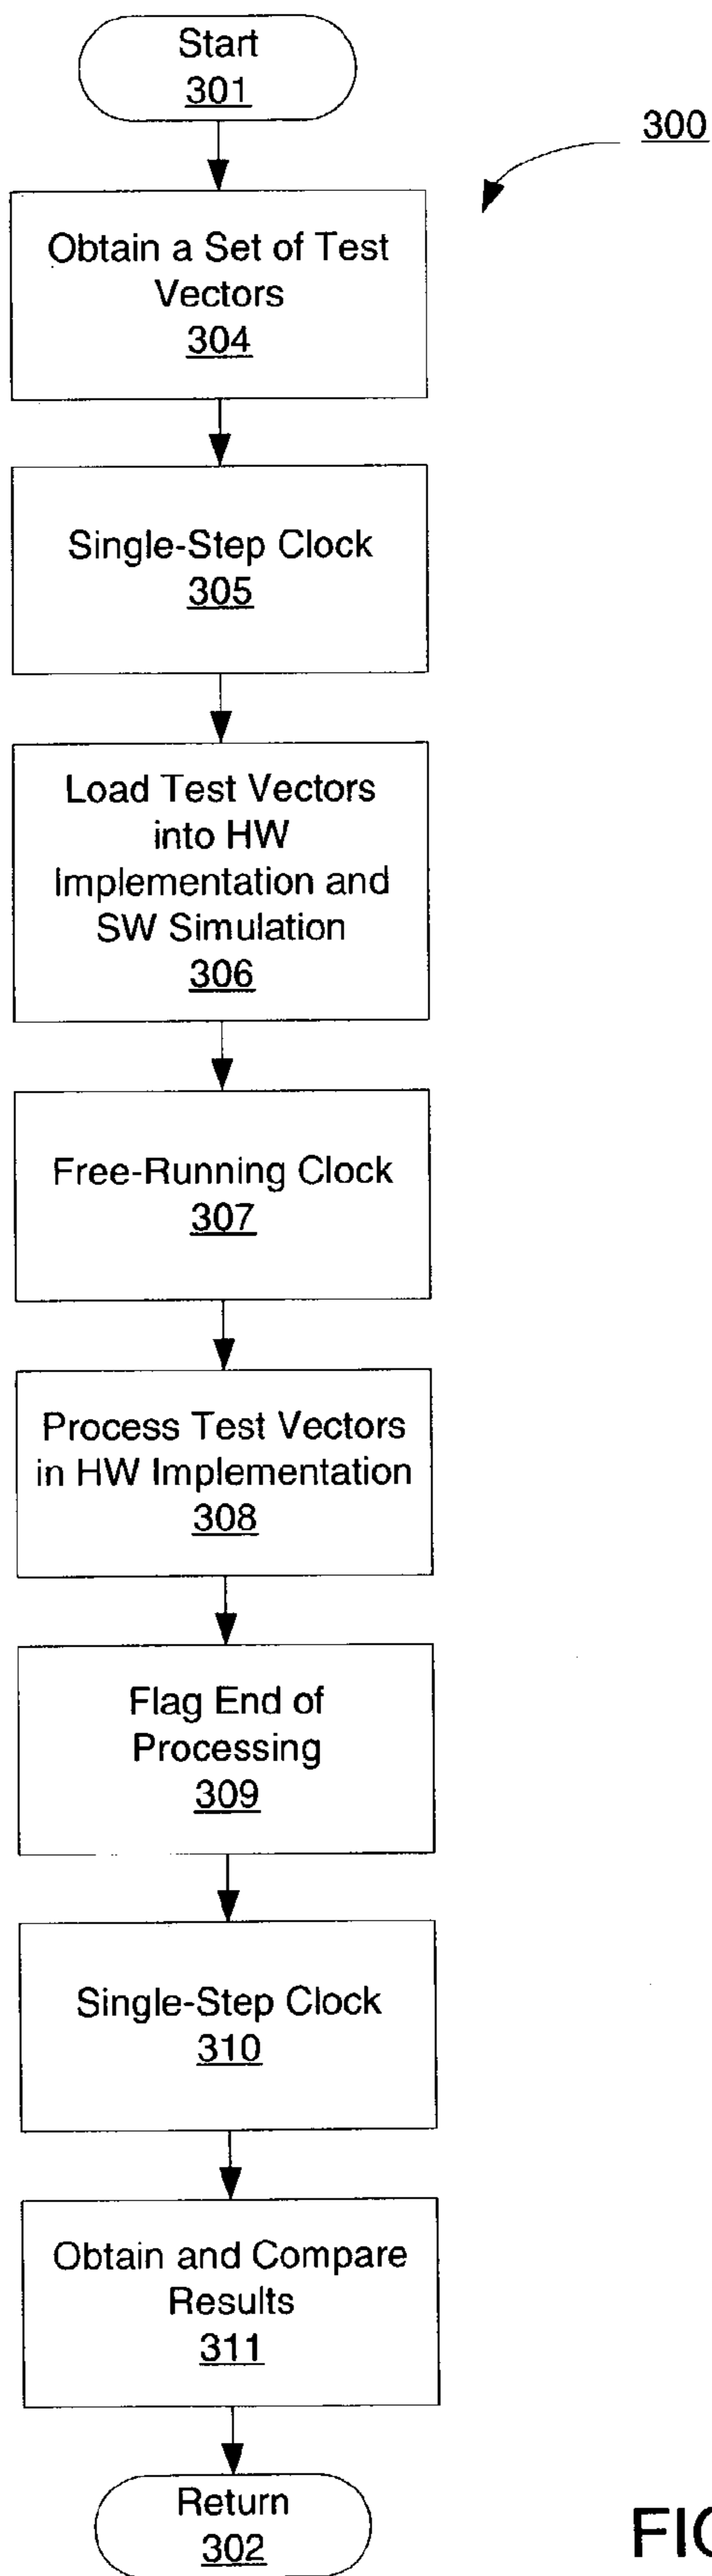 Start
301
300
Obtain a Set of Test
Vectors
304
Single-Step Clock
305
Load Test Vectors
into HW
Implementation and
SW Simulation
306
Free-Running Clock
307
Process Test Vectors
in HW Implementation
308
Flag End of
Processing
309
Single-Step Clock
310
Obtain and Compare
Results
311
Return
302